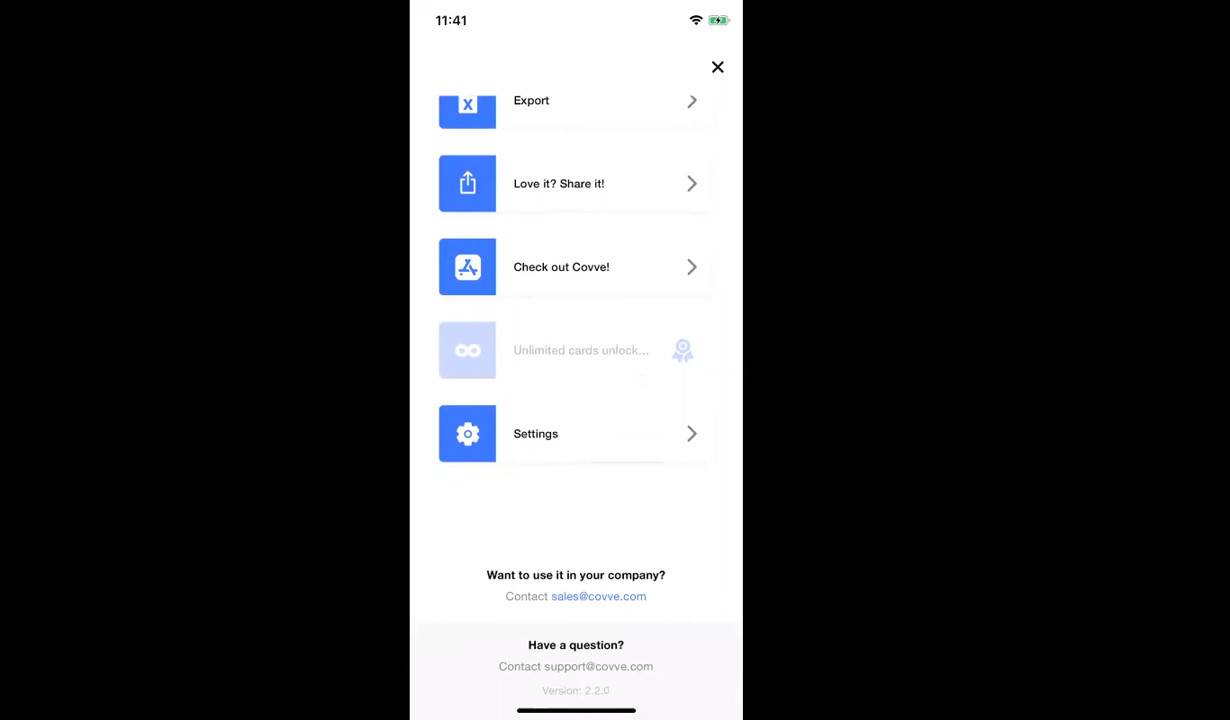 11:41
Export
Love it? Share it!
Check out Covve!
Unlimited cards unlock...
Settings
Want to use it in your company?
Contact sales@covve.com
Have a question?
Contact support@covve.com
Version: 2.2.0